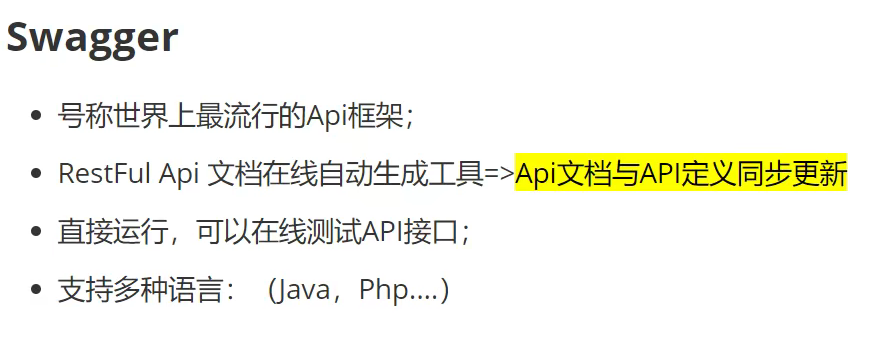 Swagger
号称世界上最流行的Api框架；
RestFul Api 文档在线自动生成工具=>Api文档与API定义同步更新
直接运行，可以在线测试API接口；
支持多种语言：（Java，Php....）